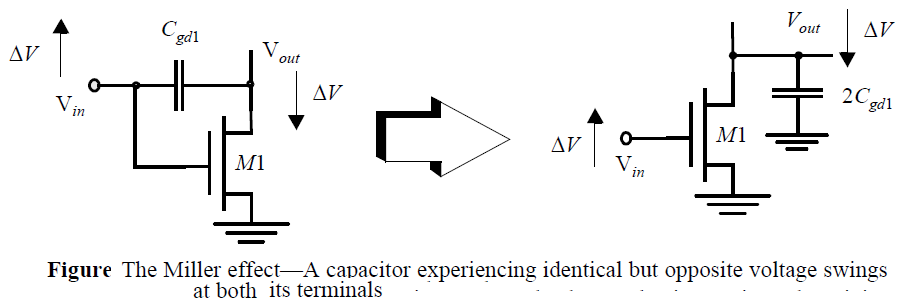 C_gd1
V_out
ΔV
ΔV
V_in
M1
V_out
ΔV
2C_gd1
ΔV
M1
V_in
Figure The Miller effect—A capacitor experiencing identical but opposite voltage swings
at both its terminals